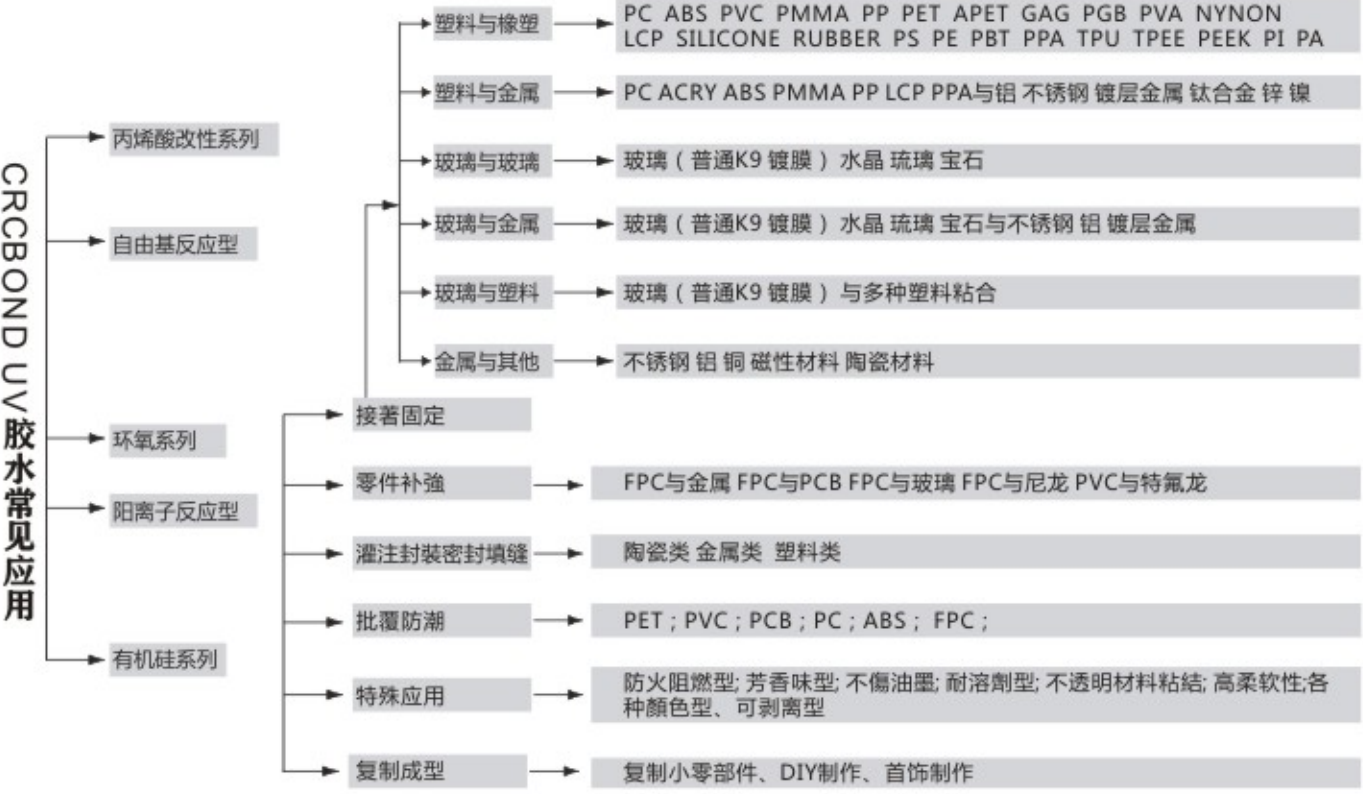 CRCBOND UV胶水常见应用
丙烯酸改性系列
自由基反应型
环氧系列
阳离子反应型
有机硅系列
塑料与橡塑
PC ABS PVC PMMA PP PET APET GAG PGB PVA NYNON
LCP SILICONE RUBBER PS PE PBT PPA TPU TPEE PEEK PI PA
塑料与金属
PC ACRY ABS PMMA PP LCP PPA与铝 不锈钢 镀层金属 钛合金 锌 镍
玻璃与玻璃
玻璃（普通K9 镀膜） 水晶 琉璃 宝石
玻璃与金属
玻璃（普通K9 镀膜） 水晶 琉璃 宝石与不锈钢 铝 镀层金属
玻璃与塑料
玻璃（普通K9 镀膜） 与多种塑料粘合
金属与其他
不锈钢 铝 铜 磁性材料 陶瓷材料
接著固定
零件补強
FPC与金属 FPC与PCB FPC与玻璃 FPC与尼龙 PVC与特氟龙
灌注封裝密封填缝
陶瓷类 金属类 塑料类
批覆防潮
PET；PVC；PCB；PC；ABS； FPC；
特殊应用
防火阻燃型; 芳香味型; 不傷油墨; 耐溶劑型; 不透明材料粘結; 高柔软性;各
种顏色型、可剥离型
复制成型
复制小零部件、DIY制作、首饰制作